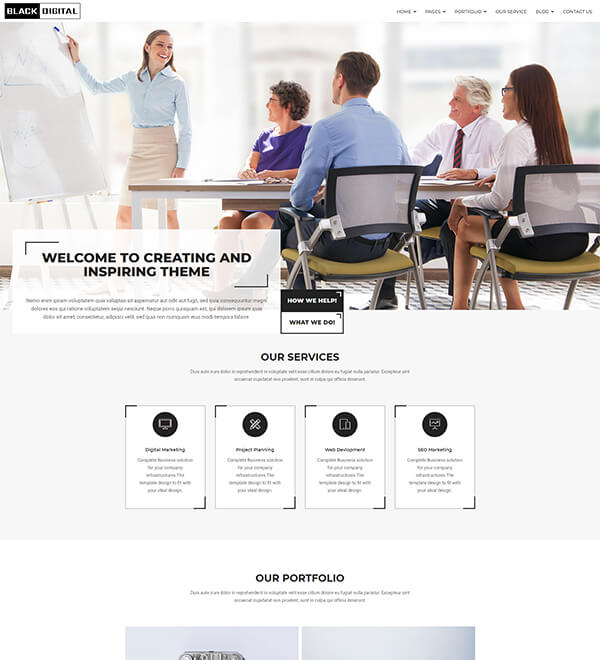 BLACK DIGITAL
HOME PAGES PORTFOLIO OUR SERVICE BLOG CONTACT US
WELCOME TO CREATING AND
INSPIRING THEME
Nemo enim ipsam voluptatem quia voluptas sit aspernatur aut odit aut fugit, sed quia consequuntur magni
dolores eos qui ratione voluptatem sequi nesciunt. Neque porro quisquam est, qui dolorem ipsum quia
dolor sit amet, consectetur, adipisci velit, sed quia non numquam eius modi tempora labore
HOW WE HELP!
WHAT WE DO!
OUR SERVICES
Duis aute irure dolor in reprehenderit in voluptate velit esse cillum dolore eu fugiat nulla pariatur. Excepteur sint
occaecat cupidatat non proident, sunt in culpa qui officia deserunt
Digital Marketing
Complete Business solution
for your company
infrastructures.The
template design to fit with
your ideal design.
Project Planning
Complete Business solution
for your company
infrastructures.The
template design to fit with
your ideal design.
Web Devlopment
Complete Business solution
for your company
infrastructures.The
template design to fit with
your ideal design.
SEO Marketing
Complete Business solution
for your company
infrastructures.The
template design to fit with
your ideal design.
OUR PORTFOLIO
Duis aute irure dolor in reprehenderit in voluptate velit esse cillum dolore eu fugiat nulla pariatur. Excepteur sint
occaecat cupidatat non proident, sunt in culpa qui officia deserunt